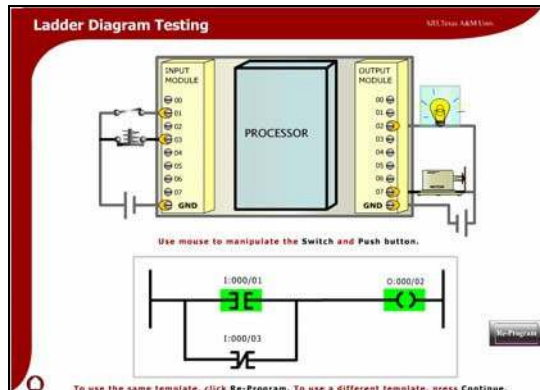 Ladder Diagram Testing
XRI,Texas A&M Univ.
INPUT MODULE
00
01
02
03
04
05
06
07
GND
PROCESSOR
OUTPUT MODULE
00
01
02
03
04
05
06
07
GND
Use mouse to manipulate the Switch and Push button.
I:000/01
O:000/02
I:000/03
Re-Program
To use the same template, click Re-Program. To use a different template, press Continue.